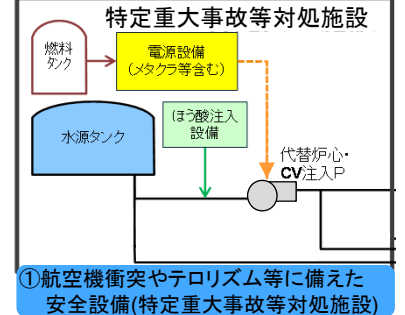 特定重大事故等対処施設
燃料
タンク
電源設備
(メタクラ等含む)
水源タンク
ほう酸注入
設備
代替炉心・
CV注入P
①航空機衝突やテロリズム等に備えた
安全設備(特定重大事故等対処施設)